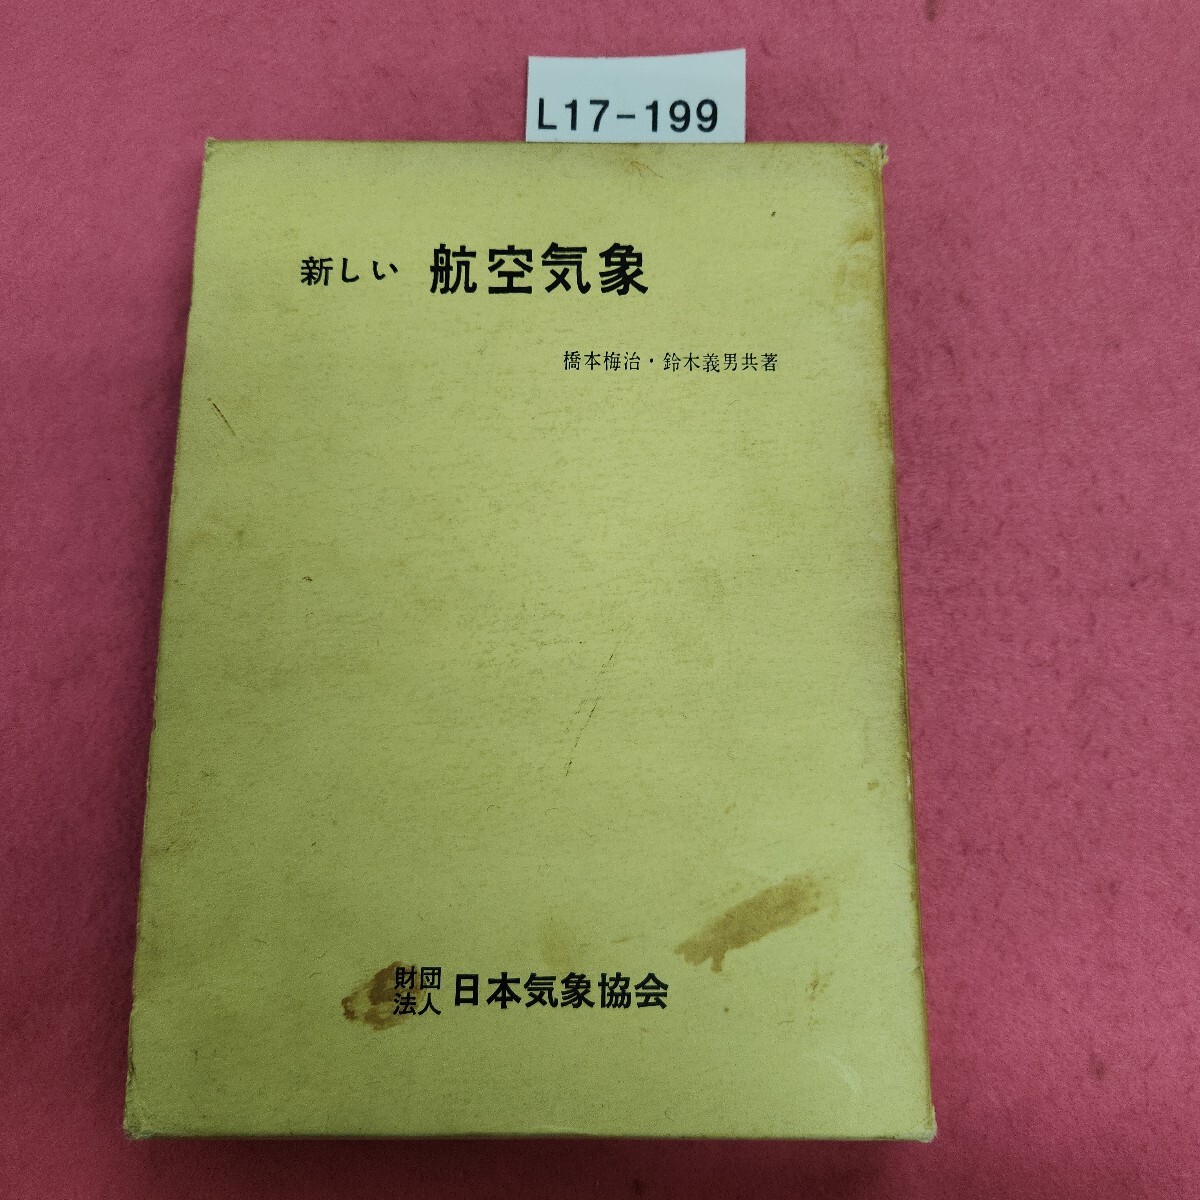 L17-199
新しい 航空気象
橋本梅治・鈴木義男共著
財団法人 日本気象協会